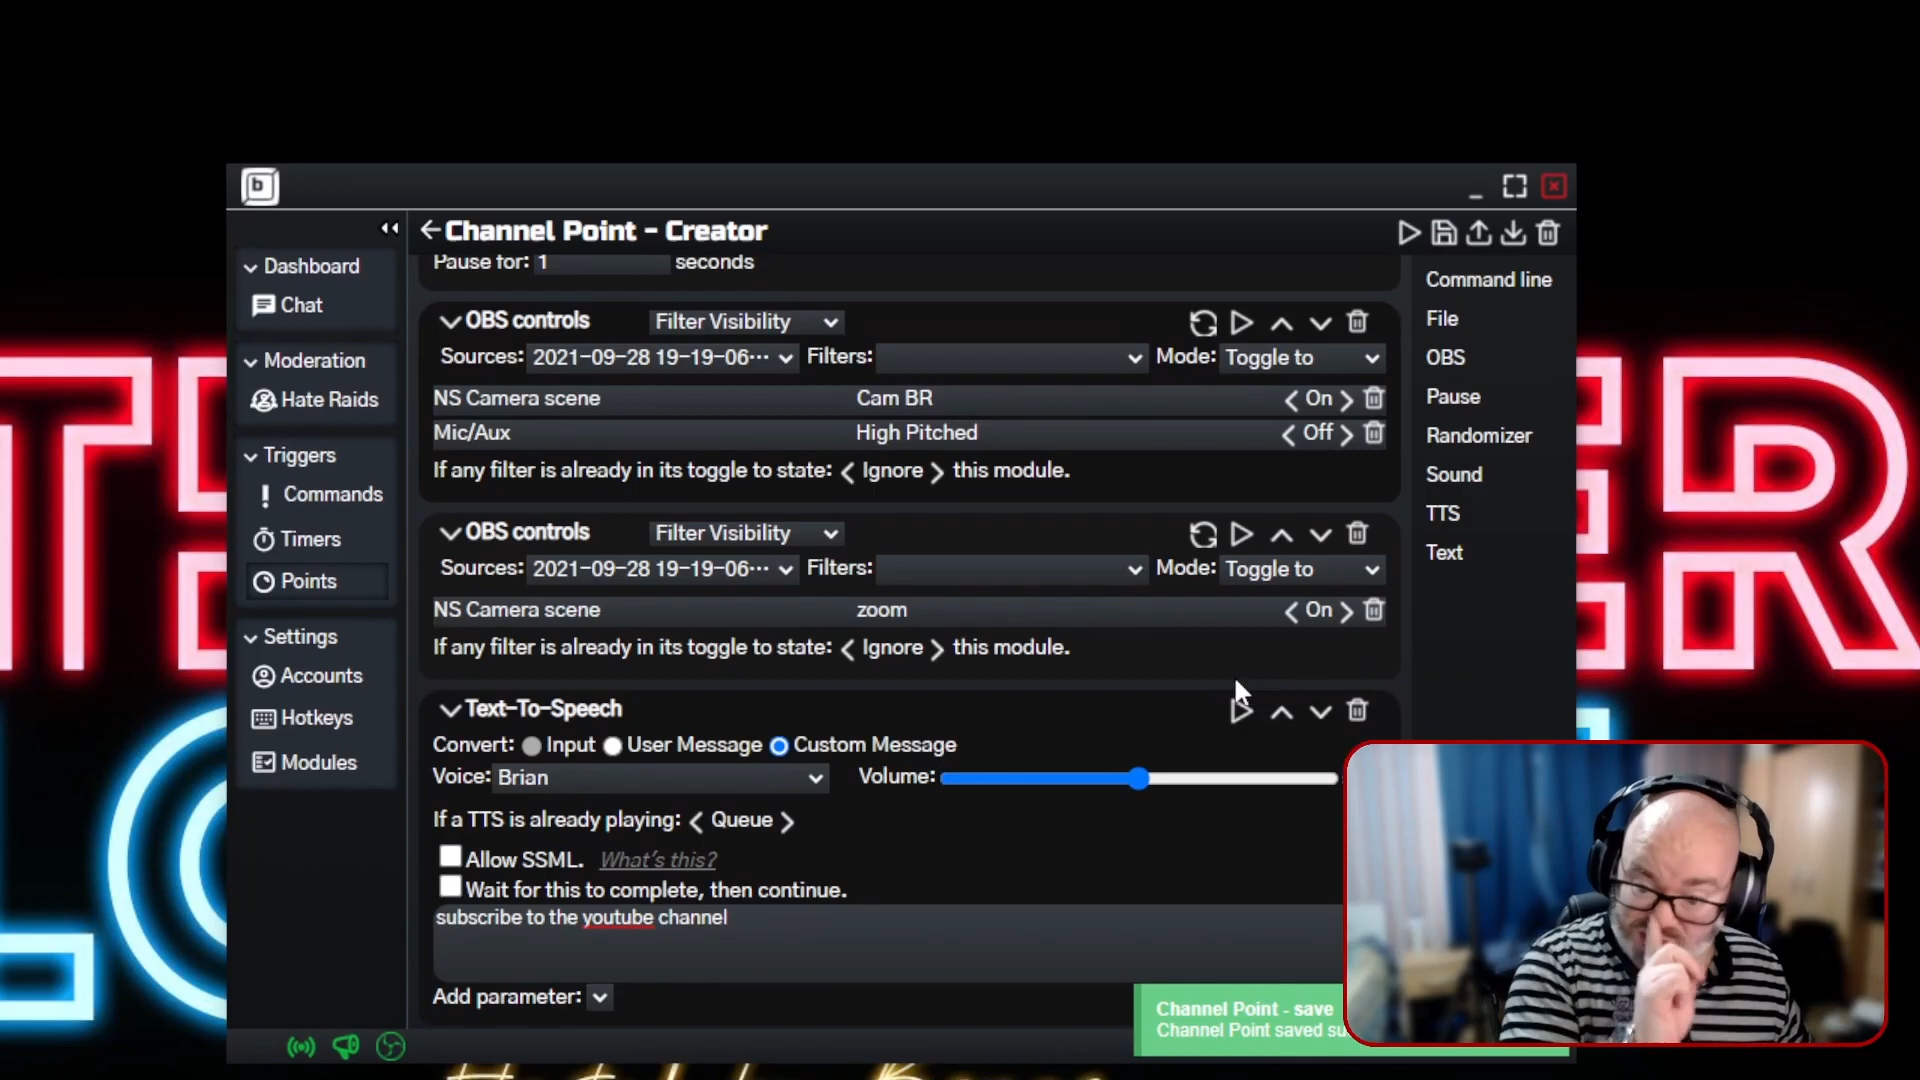 b
Channel Point - Creator
Pause for: 1 seconds
Dashboard
Chat
Moderation
Hate Raids
Triggers
Commands
Timers
Points
Settings
Accounts
Hotkeys
Modules
OBS controls Filter Visibility
Sources: 2021-09-28 19-19-06... Filters: Mode: Toggle to
NS Camera scene Cam BR On
Mic/Aux High Pitched Off
If any filter is already in its toggle to state: < Ignore > this module.
OBS controls Filter Visibility
Sources: 2021-09-28 19-19-06... Filters: Mode: Toggle to
NS Camera scene zoom On
If any filter is already in its toggle to state: < Ignore > this module.
Text-To-Speech
Convert: Input User Message Custom Message
Voice: Brian Volume:
If a TTS is already playing: < Queue >
Allow SSML. What's this?
Wait for this to complete, then continue.
subscribe to the youtube channel
Add parameter:
Command line
File
OBS
Pause
Randomizer
Sound
TTS
Text
Channel Point - save
Channel Point saved su